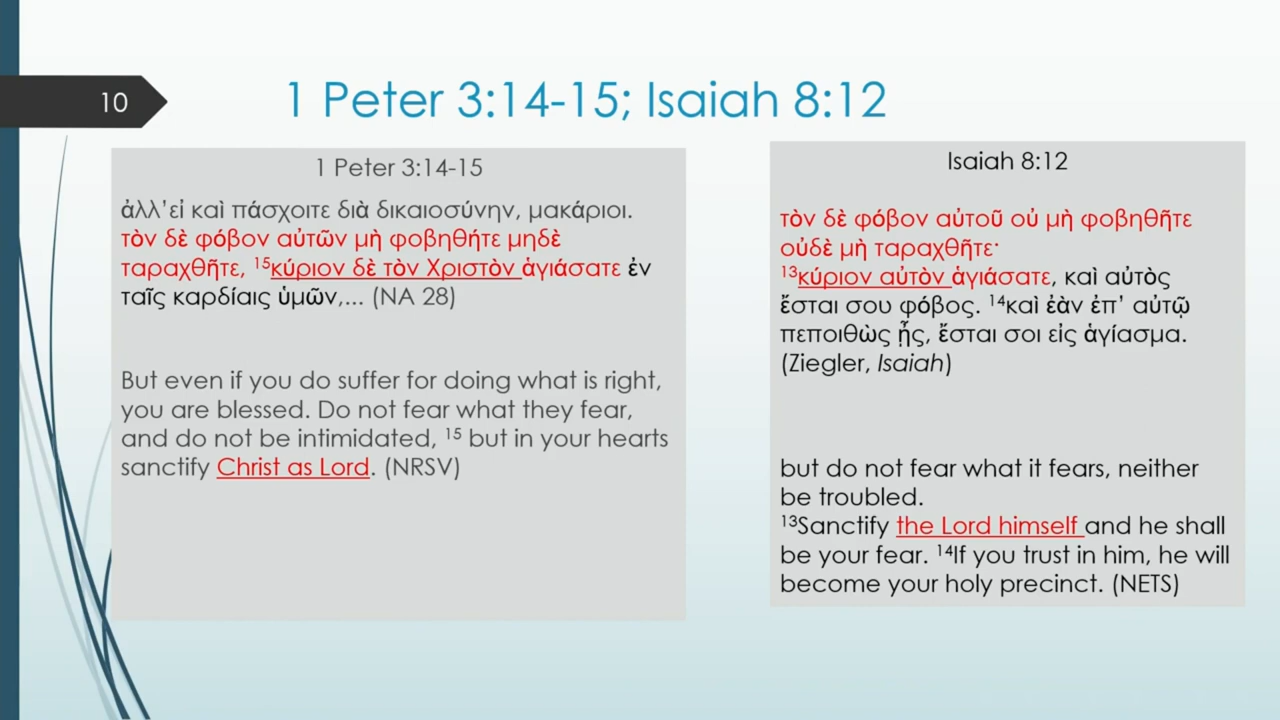 10
1 Peter 3:14-15; Isaiah 8:12
1 Peter 3:14-15
ἀλλ’εἰ καὶ πάσχοιτε διὰ δικαιοσύνην, μακάριοι.
τὸν δὲ φόβον αὐτῶν μὴ φοβηθήτε μηδὲ
ταραχθῆτε, ¹⁵κύριον δὲ τὸν Χριστὸν ἁγιάσατε ἐν
ταῖς καρδίαις ὑμῶν,... (NA 28)
But even if you do suffer for doing what is right,
you are blessed. Do not fear what they fear,
and do not be intimidated, ¹⁵ but in your hearts
sanctify Christ as Lord. (NRSV)
Isaiah 8:12
τὸν δὲ φόβον αὐτοῦ οὐ μὴ φοβηθῆτε
οὐδὲ μὴ ταραχθῆτε·
¹³κύριον αὐτὸν ἁγιάσατε, καὶ αὐτὸς
ἔσται σου φόβος. ¹⁴καὶ ἐὰν ἐπ’ αὐτῷ
πεποιθὼς ᾖς, ἔσται σοι εἰς ἁγίασμα.
(Ziegler, Isaiah)
but do not fear what it fears, neither
be troubled.
¹³Sanctify the Lord himself and he shall
be your fear. ¹⁴If you trust in him, he will
become your holy precinct. (NETS)